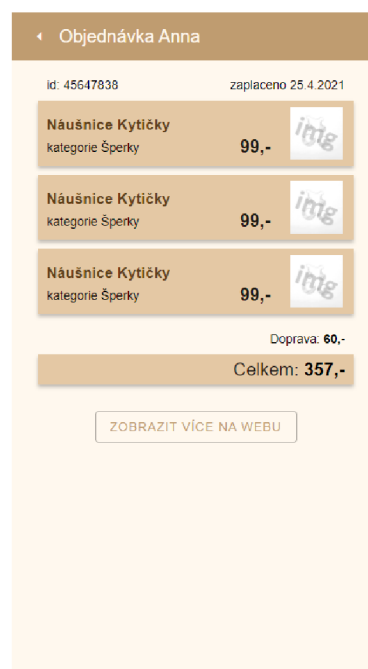 Objednávka Anna
id: 45647838 zaplaceno 25.4.2021
Náušnice Kytičky
kategorie Šperky 99,-
img
Náušnice Kytičky
kategorie Šperky 99,-
img
Náušnice Kytičky
kategorie Šperky 99,-
img
Doprava: 60,-
Celkem: 357,-
ZOBRAZIT VÍCE NA WEBU